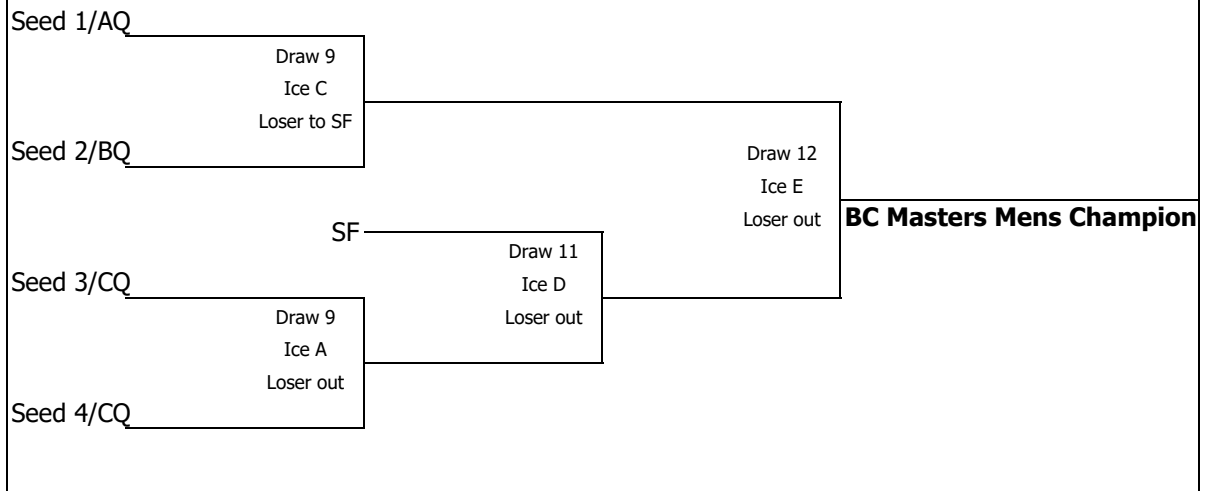 Seed 1/AQ
Draw 9
Ice C
Loser to SF
Seed 2/BQ
Draw 12
Ice E
Loser out
BC Masters Mens Champion
SF
Draw 11
Ice D
Loser out
Seed 3/CQ
Draw 9
Ice A
Loser out
Seed 4/CQ